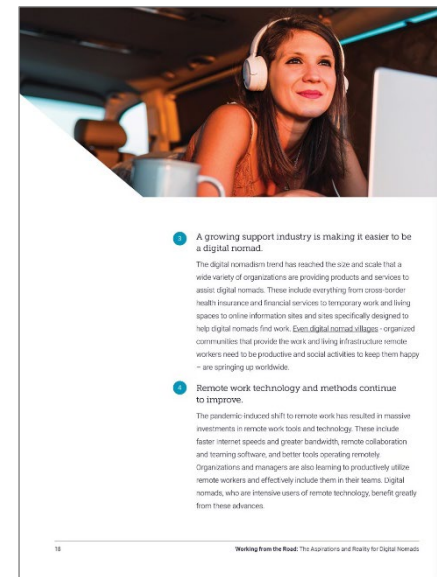 3 A growing support industry is making it easier to be
a digital nomad.
The digital nomadism trend has reached the size and scale that a
wide variety of organizations are providing products and services to
assist digital nomads. These include everything from cross-border
health insurance and financial services to temporary work and living
spaces to online information sites and sites specifically designed to
help digital nomads find work. Even digital nomad villages - organized
communities that provide the work and living infrastructure remote
workers need to be productive and social activities to keep them happy
– are springing up worldwide.
4 Remote work technology and methods continue
to improve.
The pandemic-induced shift to remote work has resulted in massive
investments in remote work tools and technology. These include
faster Internet speeds and greater bandwidth, remote collaboration
and teaming software, and better tools operating remotely.
Organizations and managers are also learning to productively utilize
remote workers and effectively include them in their teams. Digital
nomads, who are intensive users of remote technology, benefit greatly
from these advances.
18 Working from the Road: The Aspirations and Reality for Digital Nomads